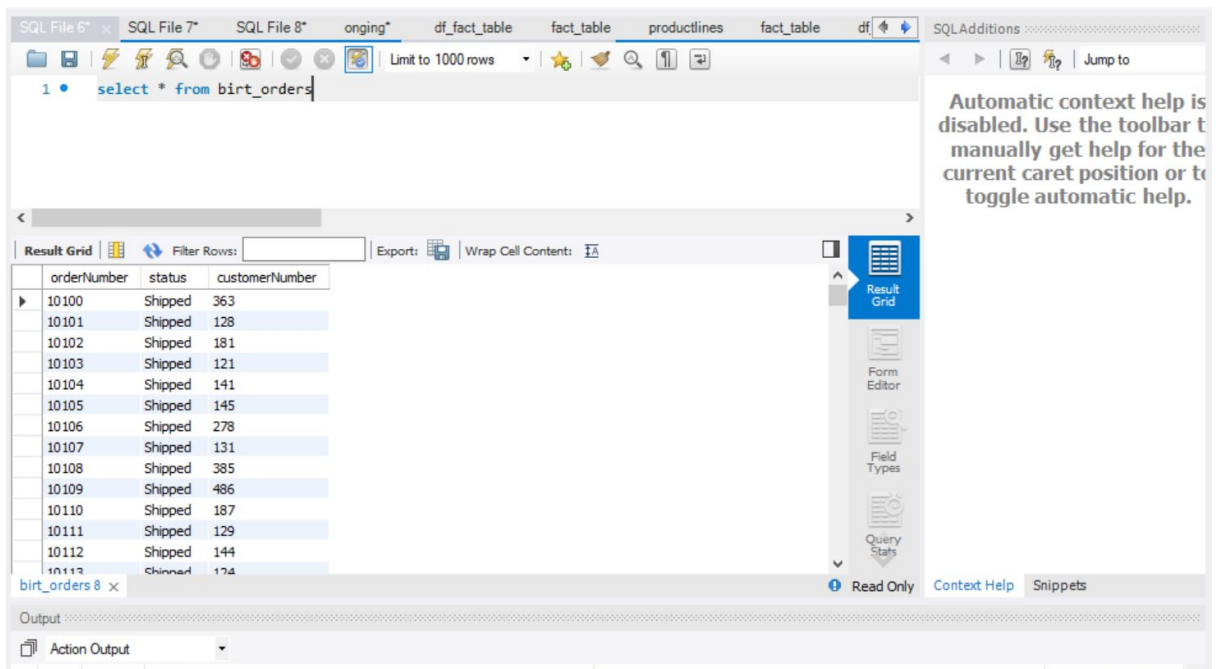 SQL File 6* SQL File 7* SQL File 8* onging* df_fact_table fact_table productlines fact_table df
Limit to 1000 rows
1 select * from birt_orders
Result Grid Filter Rows: Export: Wrap Cell Content: IA
orderNumber status customerNumber
10100 Shipped 363
10101 Shipped 128
10102 Shipped 181
10103 Shipped 121
10104 Shipped 141
10105 Shipped 145
10106 Shipped 278
10107 Shipped 131
10108 Shipped 385
10109 Shipped 486
10110 Shipped 187
10111 Shipped 129
10112 Shipped 144
10113 Shipped 124
Result
Grid
Form
Editor
Field
Types
Query
Stats
birt_orders 8 Read Only
SQLAdditions
Jump to
Automatic context help is
disabled. Use the toolbar t
manually get help for the
current caret position or to
toggle automatic help.
Context Help Snippets
Output
Action Output